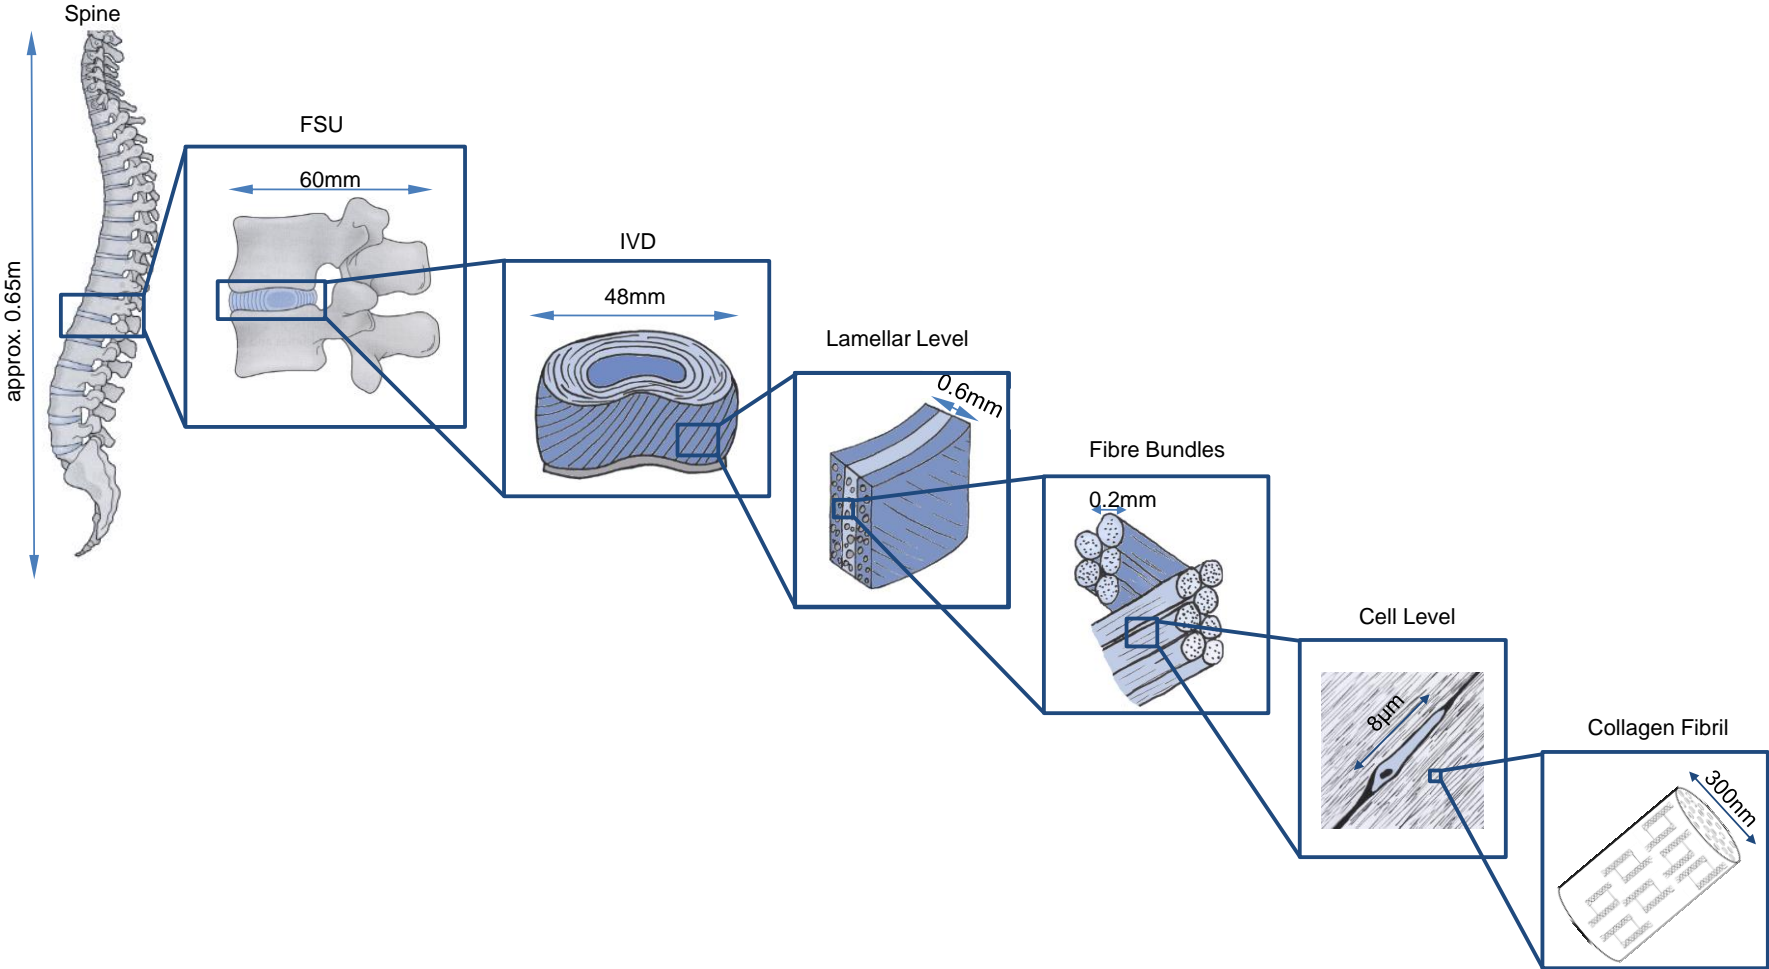 Spine
approx. 0.65m
FSU
60mm
IVD
48mm
Lamellar Level
0.6mm
Fibre Bundles
0.2mm
Cell Level
8μm
Collagen Fibril
300nm